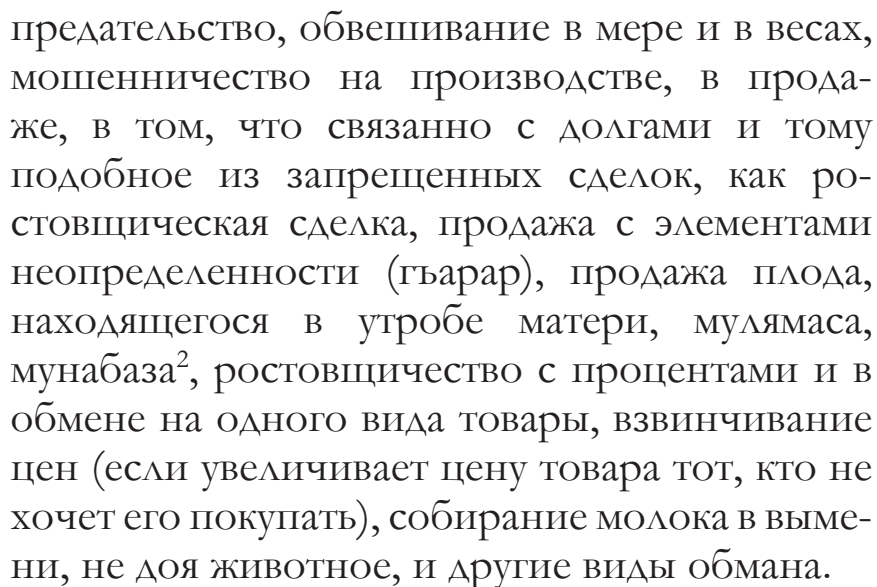 предательство, обвешивание в мере и в весах,
мошенничество на производстве, в прода-
же, в том, что связанно с долгами и тому
подобное из запрещенных сделок, как ро-
стовщическая сделка, продажа с элементами
неопределенности (гъарар), продажа плода,
находящегося в утробе матери, мулямаса,
мунабаза², ростовщичество с процентами и в
обмене на одного вида товары, взвинчивание
цен (если увеличивает цену товара тот, кто не
хочет его покупать), собирание молока в выме-
ни, не доя животное, и другие виды обмана.